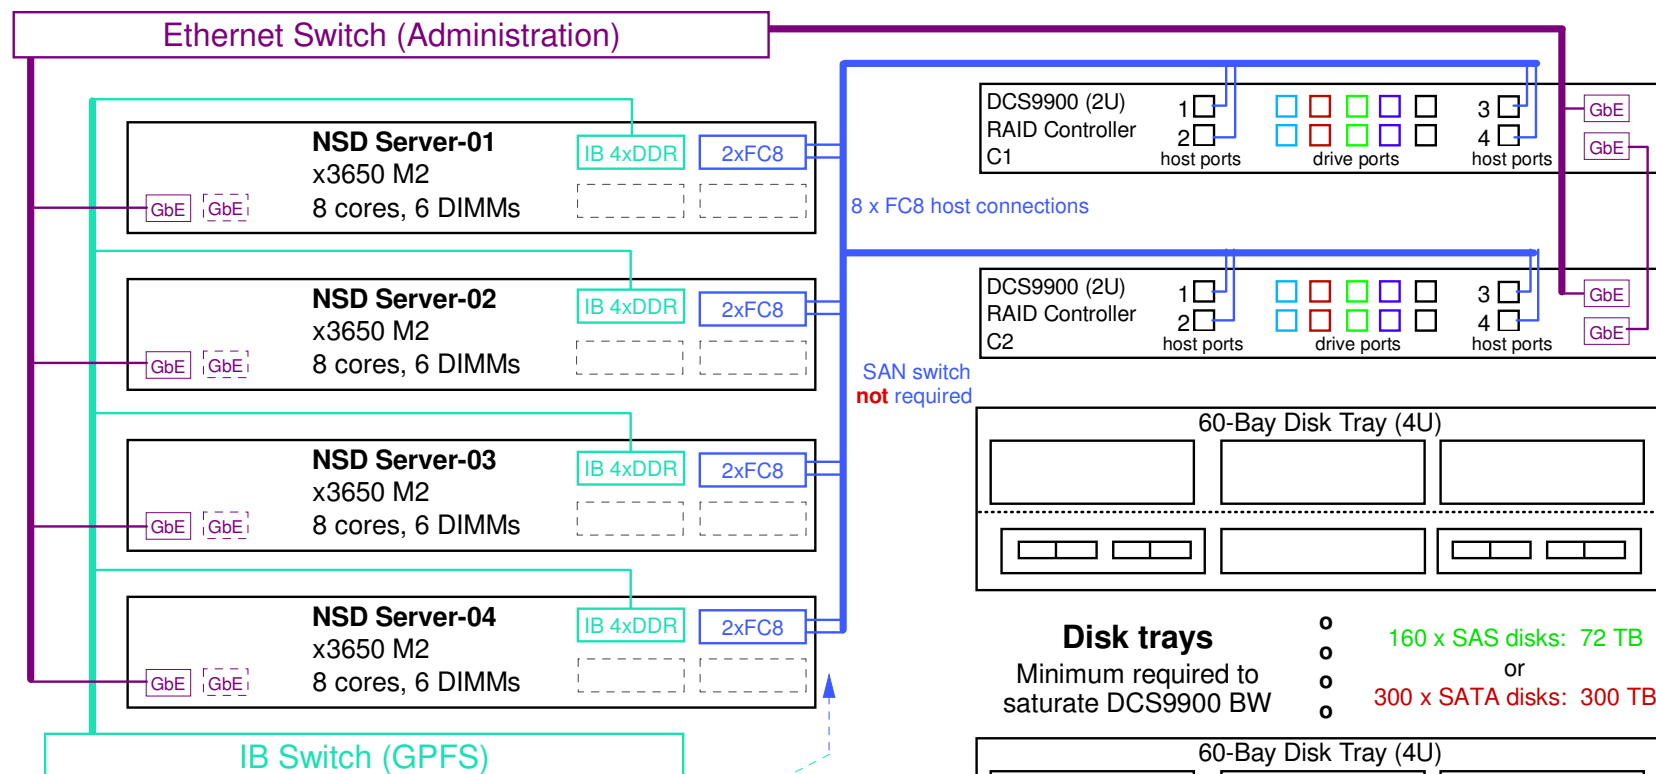 Ethernet Switch (Administration)
NSD Server-01
x3650 M2
8 cores, 6 DIMMs
GbE
GbE
IB 4xDDR
2xFC8
NSD Server-02
x3650 M2
8 cores, 6 DIMMs
GbE
GbE
IB 4xDDR
2xFC8
NSD Server-03
x3650 M2
8 cores, 6 DIMMs
GbE
GbE
IB 4xDDR
2xFC8
NSD Server-04
x3650 M2
8 cores, 6 DIMMs
GbE
GbE
IB 4xDDR
2xFC8
IB Switch (GPFS)
8 x FC8 host connections
SAN switch
not required
DCS9900 (2U)
RAID Controller
C1
1
2
host ports
drive ports
3
4
host ports
GbE
GbE
DCS9900 (2U)
RAID Controller
C2
1
2
host ports
drive ports
3
4
host ports
GbE
GbE
60-Bay Disk Tray (4U)
Disk trays
Minimum required to
saturate DCS9900 BW
o
o
o
o
160 x SAS disks: 72 TB
or
300 x SATA disks: 300 TB
60-Bay Disk Tray (4U)